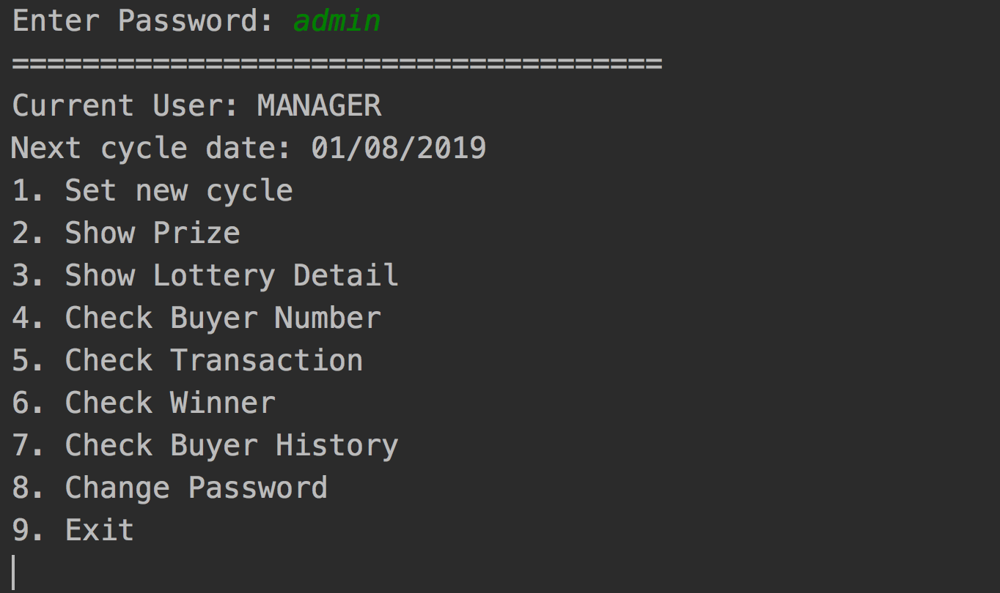 Enter Password: admin
=====================================
Current User: MANAGER
Next cycle date: 01/08/2019
1. Set new cycle
2. Show Prize
3. Show Lottery Detail
4. Check Buyer Number
5. Check Transaction
6. Check Winner
7. Check Buyer History
8. Change Password
9. Exit